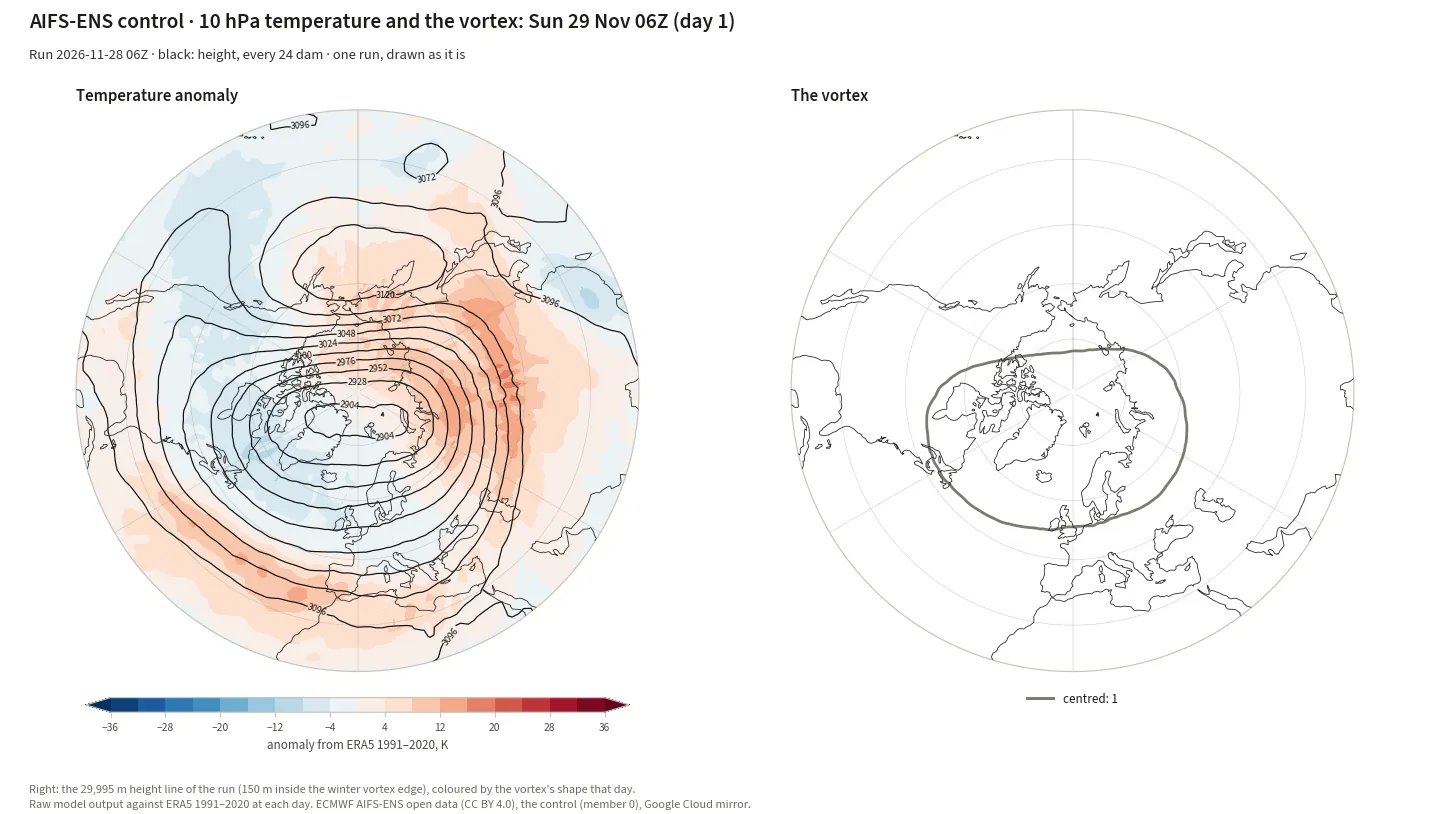 AIFS-ENS control · 10 hPa temperature and the vortex: Sun 29 Nov 06Z (day 1)
Run 2026-11-28 06Z · black: height, every 24 dam · one run, drawn as it is
Temperature anomaly
The vortex
3096
3072
3096
3120
3096
3072
3048
3024
3000
2976
2952
2928
2904
2904
3096
3096
centred: 1
−36 −28 −20 −12 −4 4 12 20 28 36
anomaly from ERA5 1991–2020, K
Right: the 29,995 m height line of the run (150 m inside the winter vortex edge), coloured by the vortex's shape that day.
Raw model output against ERA5 1991–2020 at each day. ECMWF AIFS-ENS open data (CC BY 4.0), the control (member 0), Google Cloud mirror.